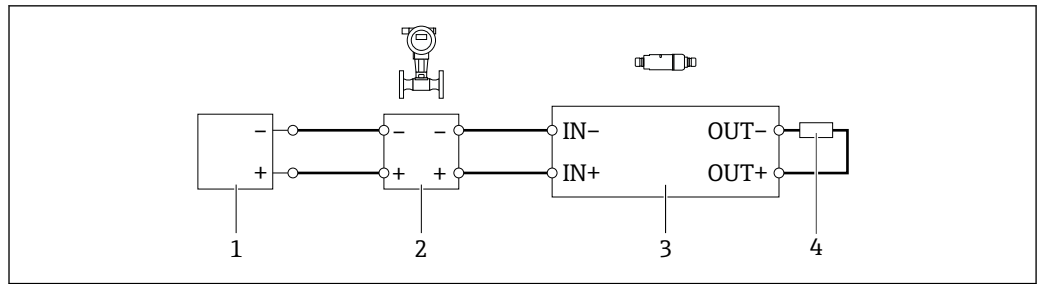 − − − IN− OUT−
+ + + IN+ OUT+
1 2 3 4